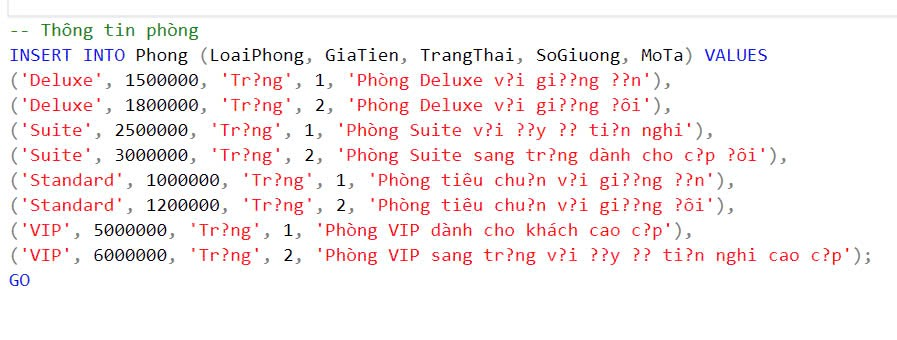 -- Thông tin phòng
INSERT INTO Phong (LoaiPhong, GiaTien, TrangThai, SoGiuong, MoTa) VALUES
('Deluxe', 1500000, 'Tr?ng', 1, 'Phòng Deluxe v?i gi??ng ??n'),
('Deluxe', 1800000, 'Tr?ng', 2, 'Phòng Deluxe v?i gi??ng ?ôi'),
('Suite', 2500000, 'Tr?ng', 1, 'Phòng Suite v?i ??y ?? ti?n nghi'),
('Suite', 3000000, 'Tr?ng', 2, 'Phòng Suite sang tr?ng dành cho c?p ?ôi'),
('Standard', 1000000, 'Tr?ng', 1, 'Phòng tiêu chu?n v?i gi??ng ??n'),
('Standard', 1200000, 'Tr?ng', 2, 'Phòng tiêu chu?n v?i gi??ng ?ôi'),
('VIP', 5000000, 'Tr?ng', 1, 'Phòng VIP dành cho khách cao c?p'),
('VIP', 6000000, 'Tr?ng', 2, 'Phòng VIP sang tr?ng v?i ??y ?? ti?n nghi cao c?p');
GO